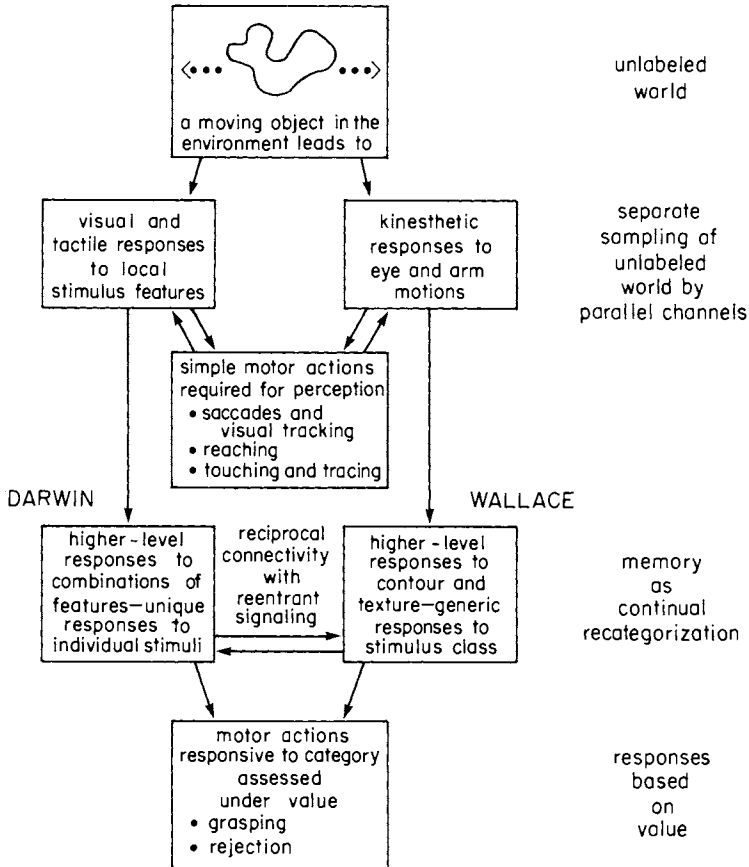 a moving object in the
environment leads to
unlabeled
world
visual and
tactile responses
to local
stimulus features
kinesthetic
responses to
eye and arm
motions
separate
sampling of
unlabeled
world by
parallel channels
simple motor actions
required for perception
• saccades and
visual tracking
• reaching
• touching and tracing
DARWIN
WALLACE
higher-level
responses to
combinations of
features—unique
responses to
individual stimuli
reciprocal
connectivity
with
reentrant
signaling
higher-level
responses to
contour and
texture—generic
responses to
stimulus class
memory
as
continual
recategorization
motor actions
responsive to category
assessed
under value
• grasping
• rejection
responses
based
on
value